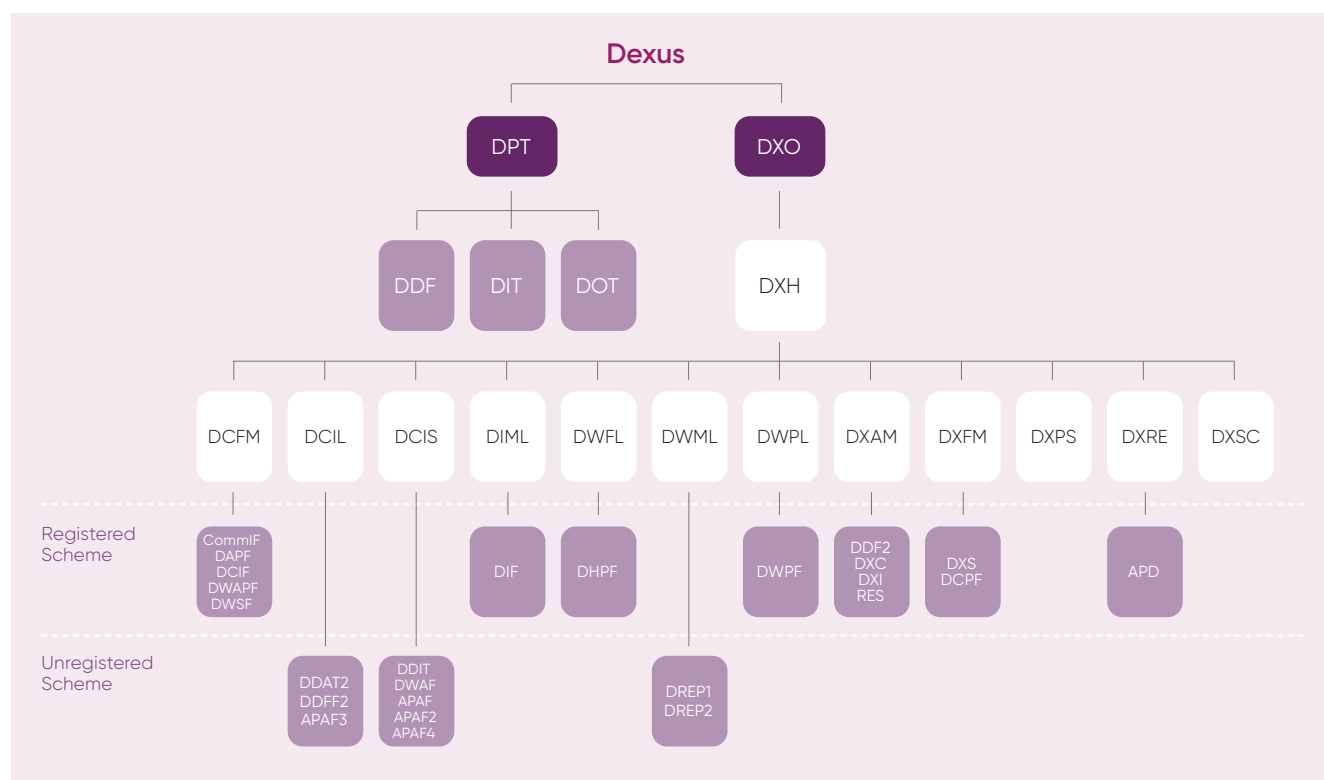 Dexus
DPT
DXO
DDF
DIT
DOT
DXH
DCFM
DCIL
DCIS
DIML
DWFL
DWML
DWPL
DXAM
DXFM
DXPS
DXRE
DXSC
Registered
Scheme
CommIF
DAPF
DCIF
DWAPF
DWSF
DIF
DHPF
DWPF
DDF2
DXC
DXI
RES
DXS
DCPF
APD
Unregistered
Scheme
DDAT2
DDFF2
APAF3
DDIT
DWAF
APAF
APAF2
APAF4
DREP1
DREP2